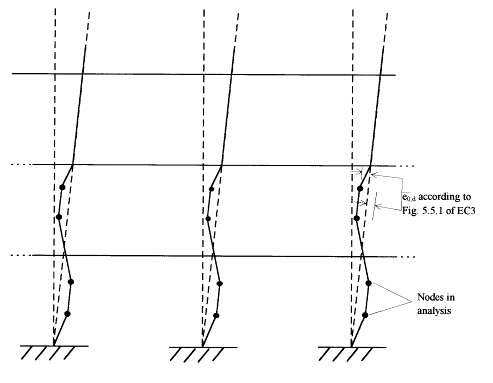 e0,d according to
Fig. 5.5.1 of EC3
Nodes in
analysis